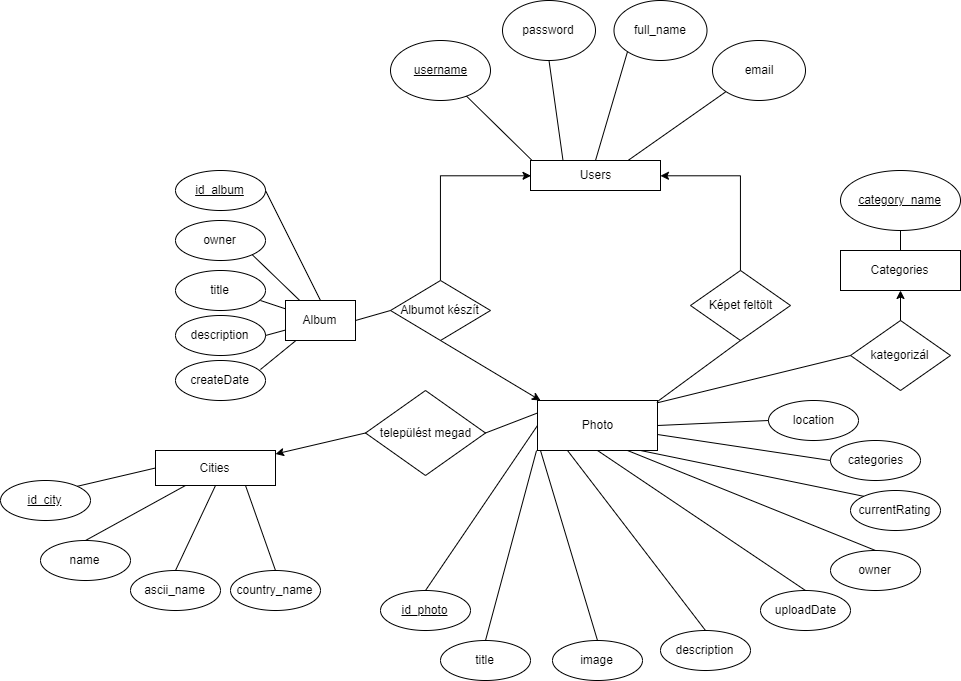 password
full_name
username
email
Users
id_album
category_name
owner
Categories
title
Albumot készít
Képet feltölt
Album
description
kategorizál
createDate
location
Photo
települést megad
categories
Cities
id_city
currentRating
name
owner
ascii_name
country_name
id_photo
uploadDate
description
title
image